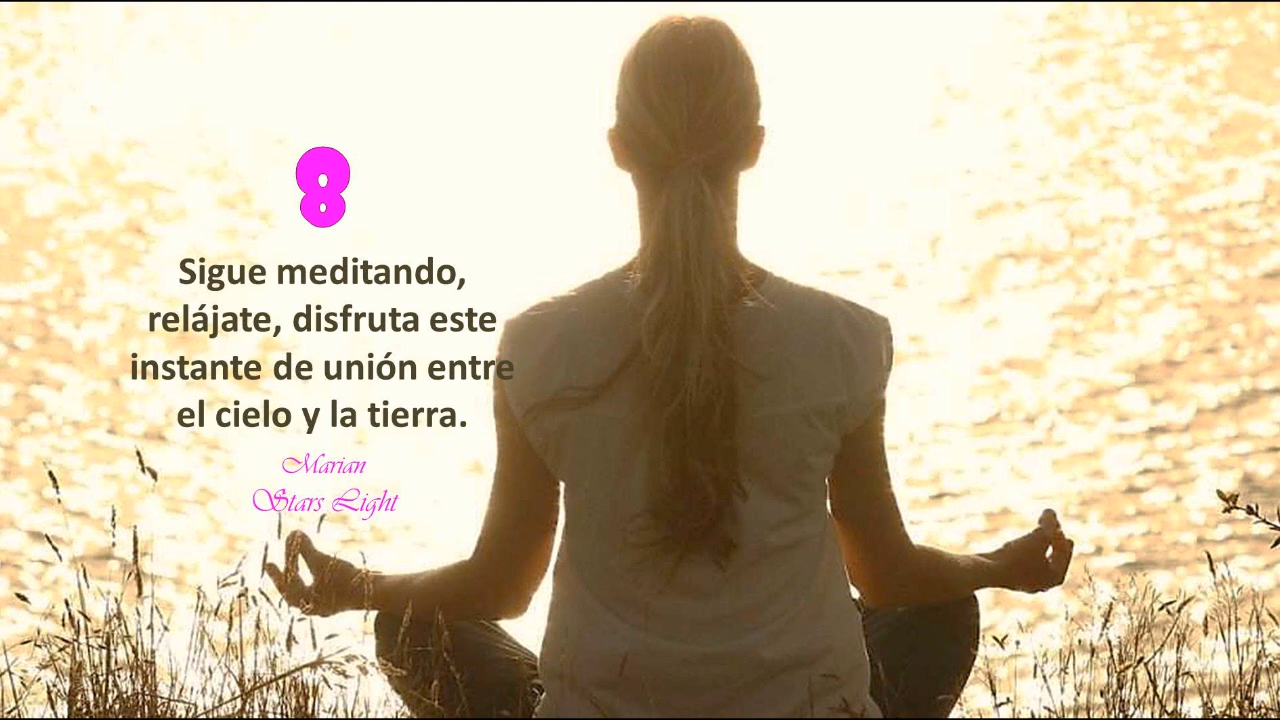 8
Sigue meditando,
relájate, disfruta este
instante de unión entre
el cielo y la tierra.
Marian
Stars Light